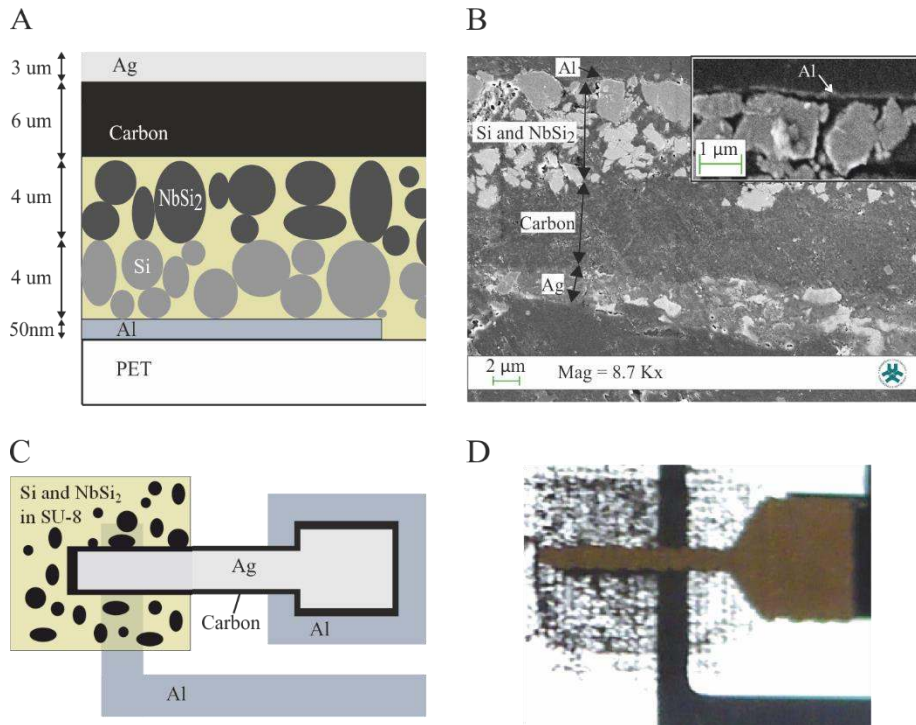 A
3 um
Ag
6 um
Carbon
4 um
NbSi2
4 um
Si
50nm
Al
PET
B
Al
Al
1 µm
Si and NbSi2
Carbon
Ag
2 µm
Mag = 8.7 Kx
C
Si and NbSi2
in SU-8
Ag
Carbon
Al
Al
D